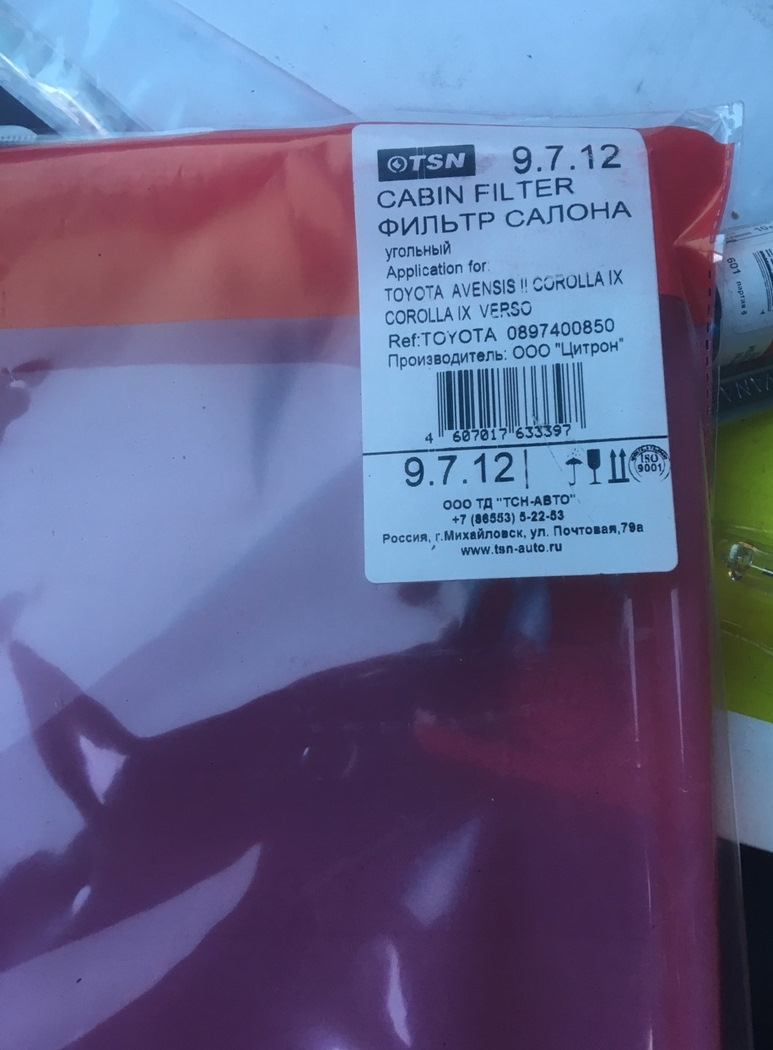 TSN 9.7.12
CABIN FILTER
ФИЛЬТР САЛОНА
угольный
Application for:
TOYOTA AVENSIS !! COROLLA IX
COROLLA IX VERSO
Ref:TOYOTA 0897400850
Производитель: ООО "Цитрон"
4 607017 633397
9.7.12
ISO
9001
ООО ТД "ТСН-АВТО"
+7 (86553) 5-22-53
Россия, г.Михайловск, ул. Почтовая,79а
www.tsn-auto.ru